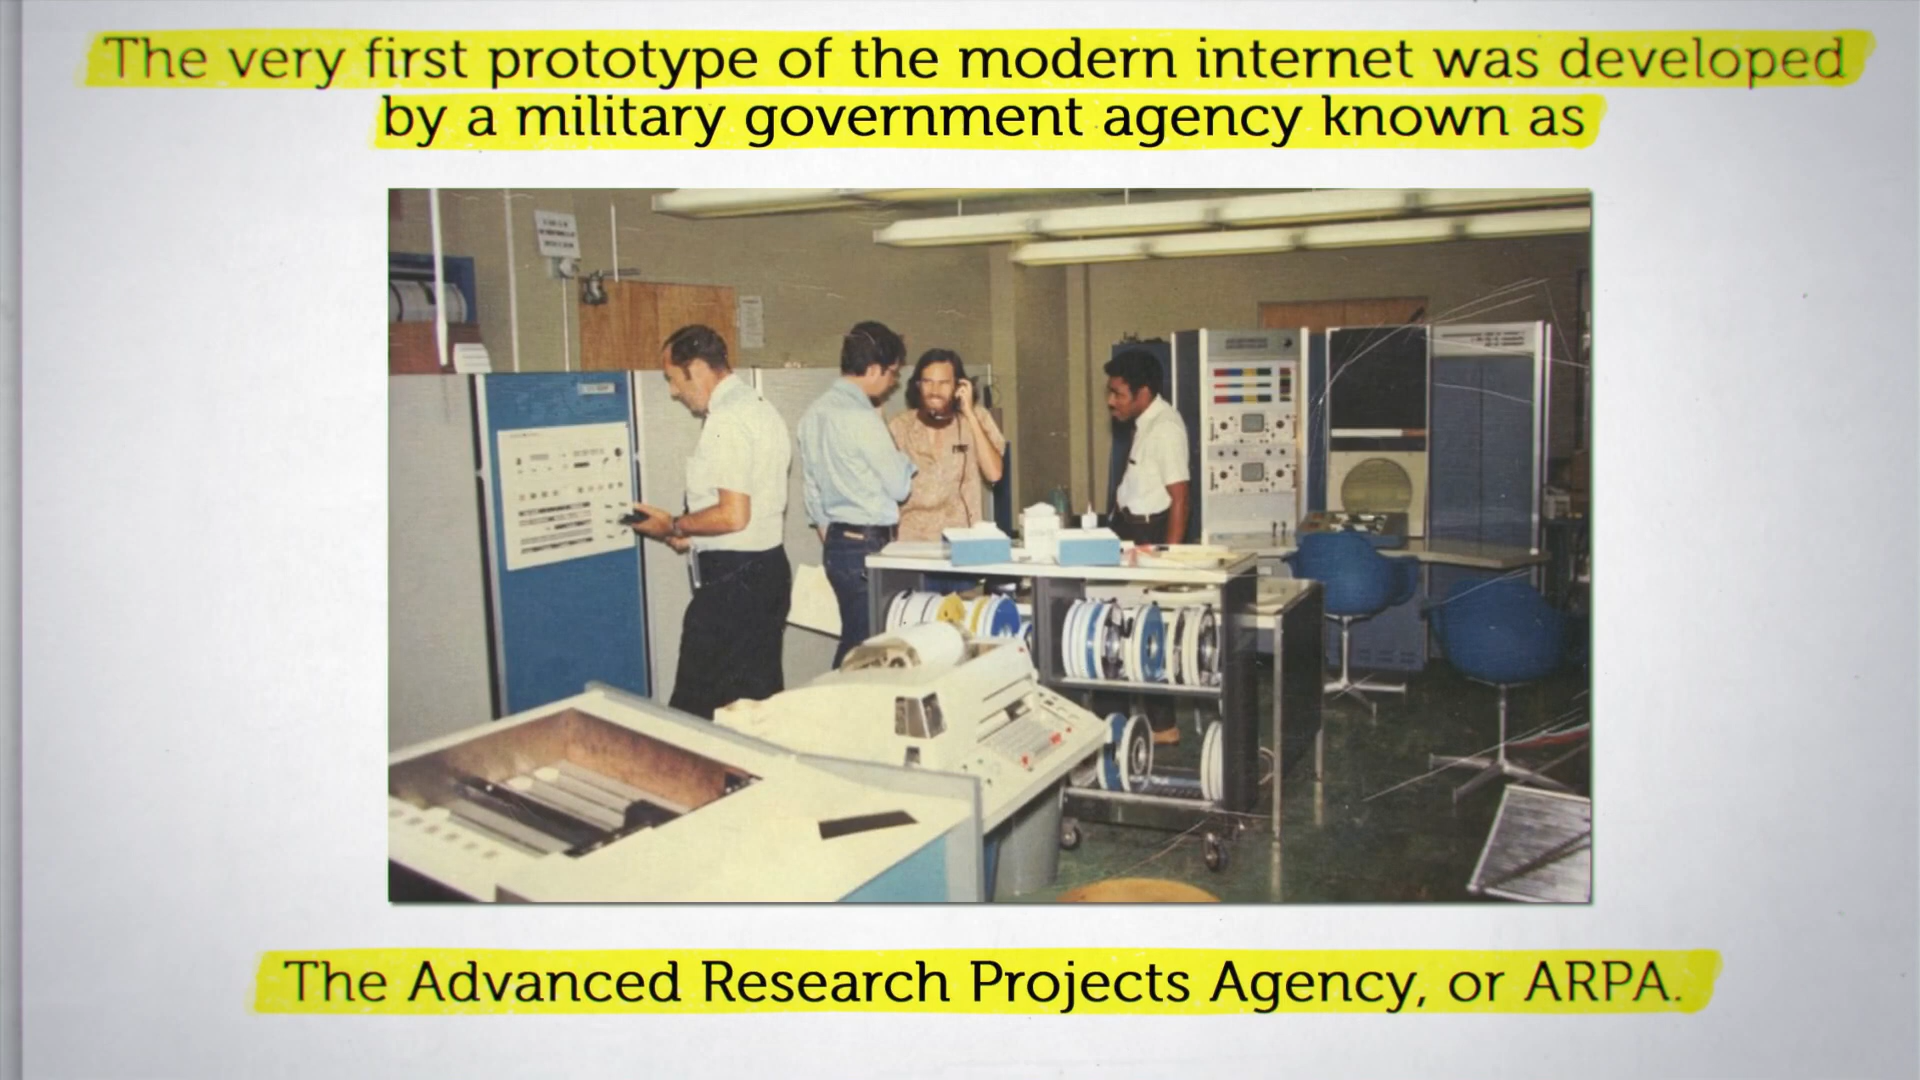 The very first prototype of the modern internet was developed
by a military government agency known as
The Advanced Research Projects Agency, or ARPA.